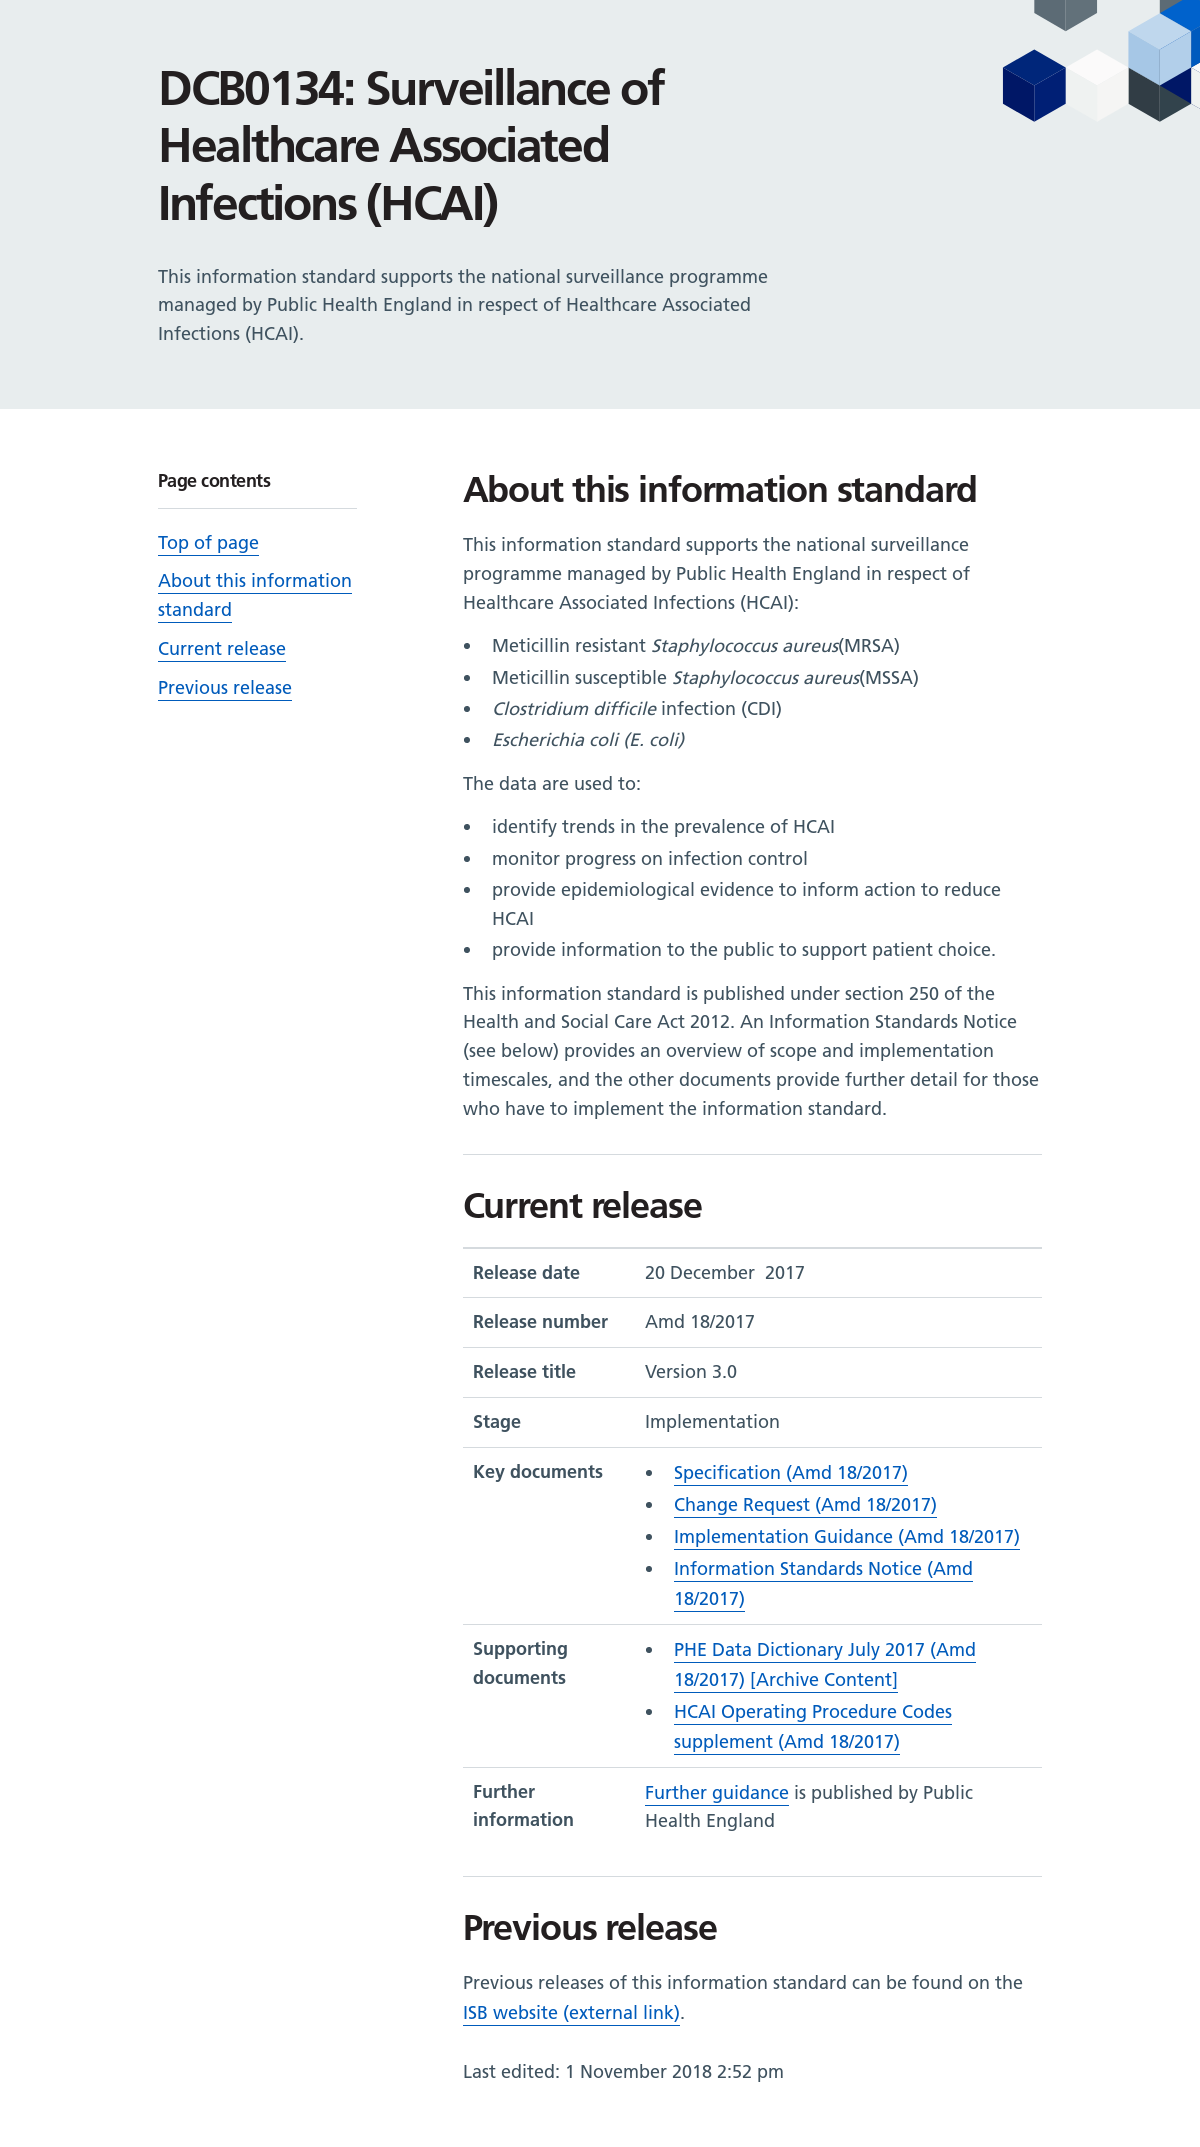 DCB0134: Surveillance of
Healthcare Associated
Infections (HCAI)
This information standard supports the national surveillance programme
managed by Public Health England in respect of Healthcare Associated
Infections (HCAI).
Page contents
Top of page
About this information
standard
Current release
Previous release
About this information standard
This information standard supports the national surveillance
programme managed by Public Health England in respect of
Healthcare Associated Infections (HCAI):
• Meticillin resistant Staphylococcus aureus(MRSA)
• Meticillin susceptible Staphylococcus aureus(MSSA)
• Clostridium difficile infection (CDI)
• Escherichia coli (E. coli)
The data are used to:
• identify trends in the prevalence of HCAI
• monitor progress on infection control
• provide epidemiological evidence to inform action to reduce
HCAI
• provide information to the public to support patient choice.
This information standard is published under section 250 of the
Health and Social Care Act 2012. An Information Standards Notice
(see below) provides an overview of scope and implementation
timescales, and the other documents provide further detail for those
who have to implement the information standard.
Current release
Release date 20 December  2017
Release number Amd 18/2017
Release title Version 3.0
Stage Implementation
Key documents • Specification (Amd 18/2017)
• Change Request (Amd 18/2017)
• Implementation Guidance (Amd 18/2017)
• Information Standards Notice (Amd
18/2017)
Supporting • PHE Data Dictionary July 2017 (Amd
documents 18/2017) [Archive Content]
• HCAI Operating Procedure Codes
supplement (Amd 18/2017)
Further Further guidance is published by Public
information Health England
Previous release
Previous releases of this information standard can be found on the
ISB website (external link).
Last edited: 1 November 2018 2:52 pm